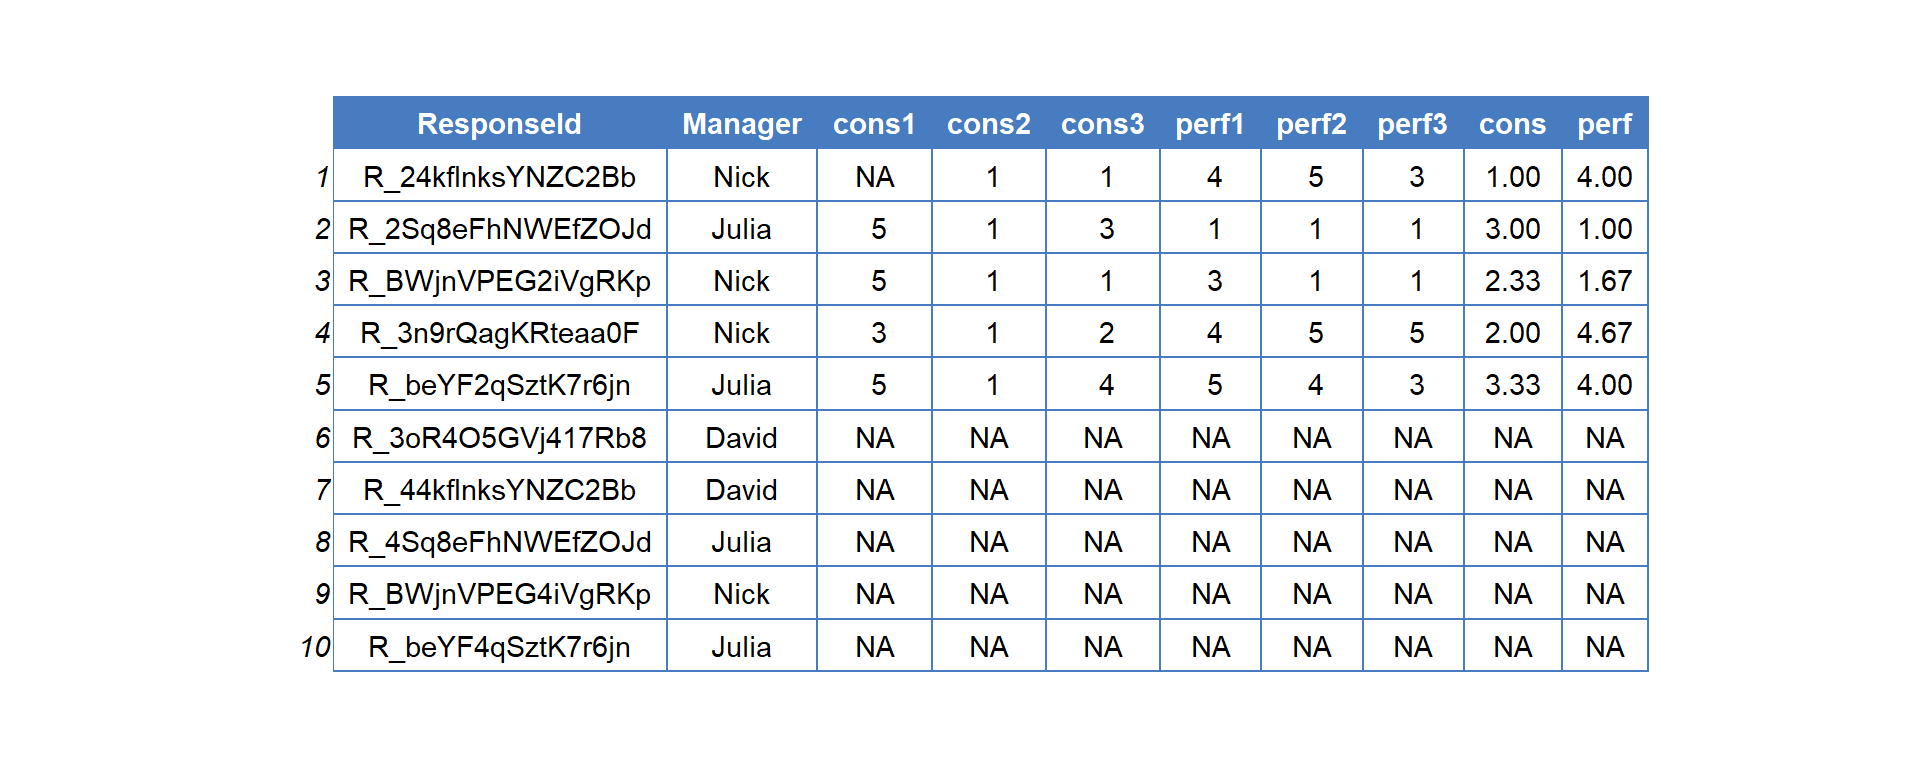 ResponseId Manager cons1 cons2 cons3 perf1 perf2 perf3 cons perf
1 R_24kflnksYNZC2Bb Nick NA 1 1 4 5 3 1.00 4.00
2 R_2Sq8eFhNWEfZOJd Julia 5 1 3 1 1 1 3.00 1.00
3 R_BWjnVPEG2iVgRKp Nick 5 1 1 3 1 1 2.33 1.67
4 R_3n9rQagKRteaa0F Nick 3 1 2 4 5 5 2.00 4.67
5 R_beYF2qSztK7r6jn Julia 5 1 4 5 4 3 3.33 4.00
6 R_3oR4O5GVj417Rb8 David NA NA NA NA NA NA NA NA
7 R_44kflnksYNZC2Bb David NA NA NA NA NA NA NA NA
8 R_4Sq8eFhNWEfZOJd Julia NA NA NA NA NA NA NA NA
9 R_BWjnVPEG4iVgRKp Nick NA NA NA NA NA NA NA NA
10 R_beYF4qSztK7r6jn Julia NA NA NA NA NA NA NA NA